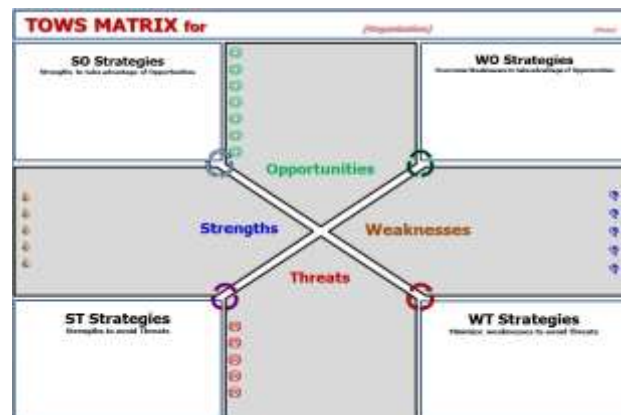 TOWS MATRIX for [Organization]
SO Strategies
Strengths to take advantage of Opportunities
WO Strategies
Overcome Weaknesses to take advantage of Opportunities
Opportunities
Strengths
Weaknesses
Threats
ST Strategies
Strengths to avoid Threats
WT Strategies
Minimize weaknesses to avoid Threats